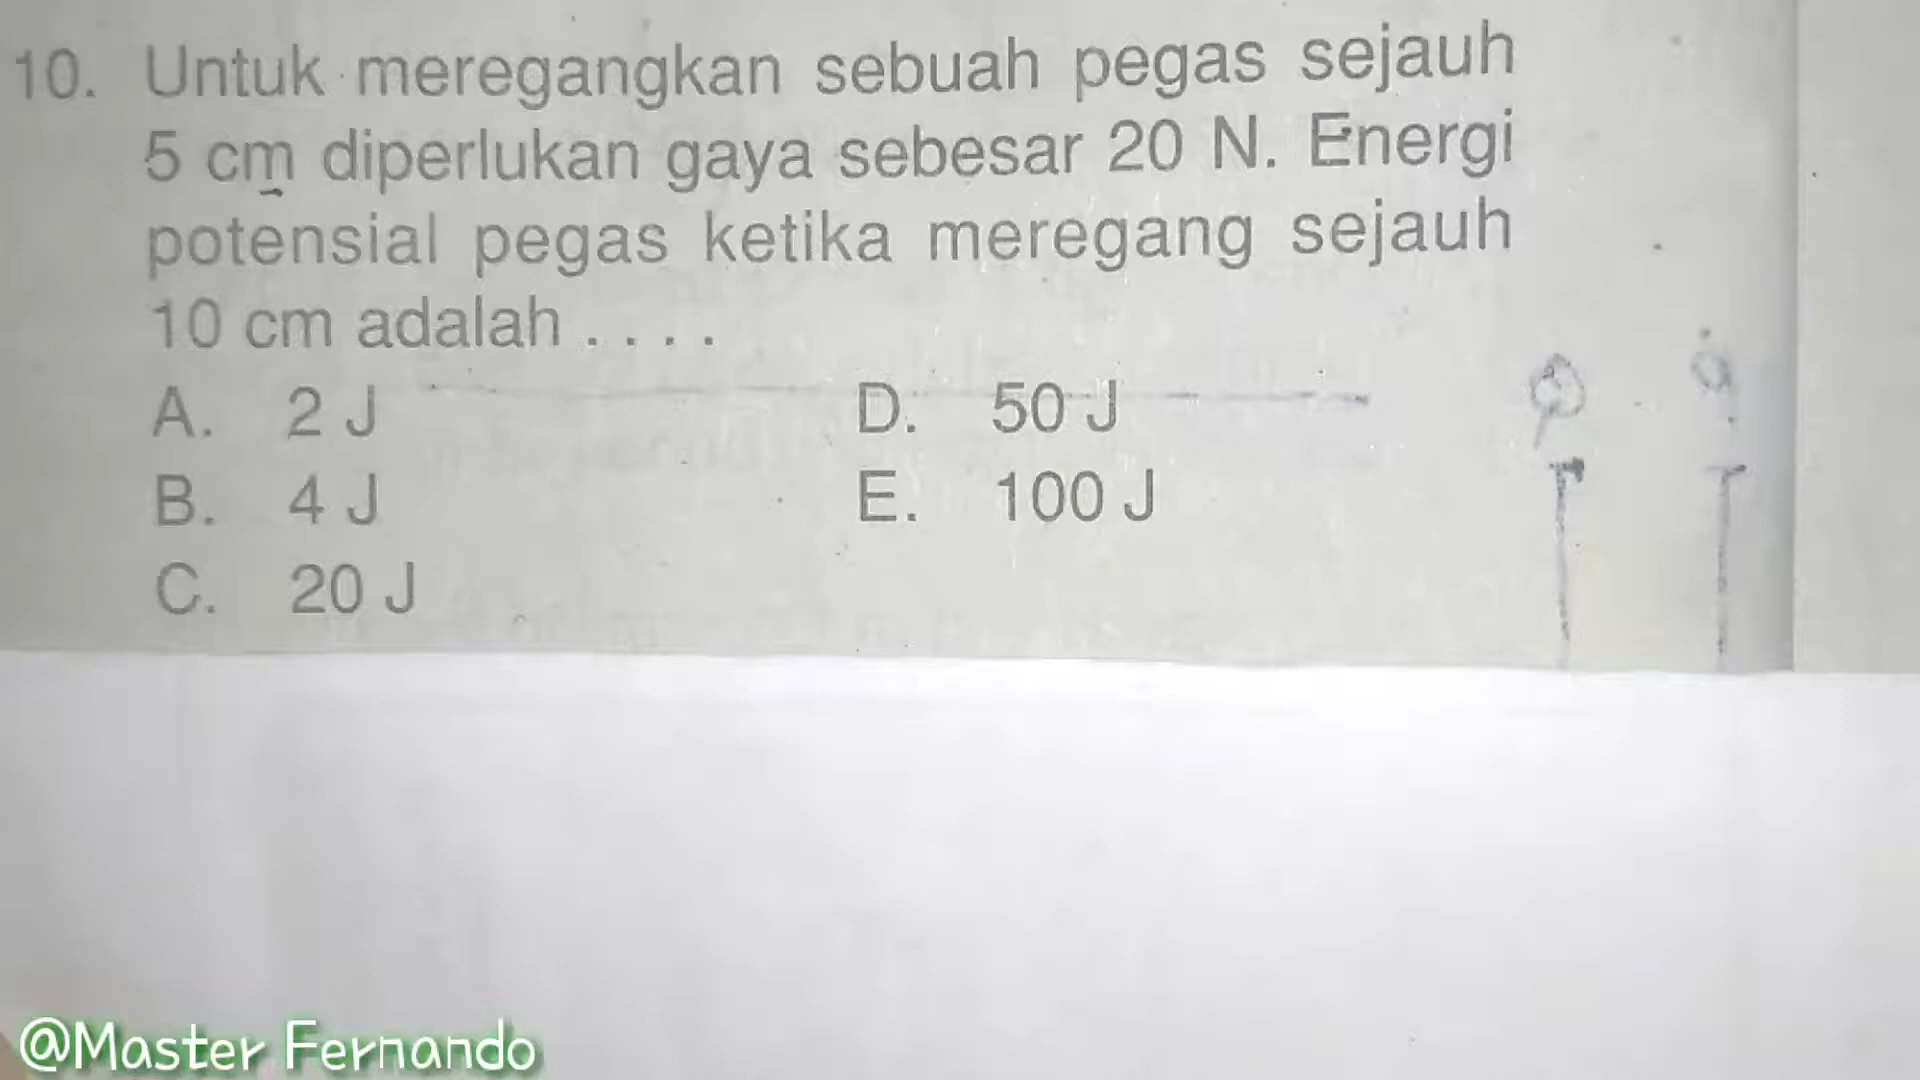 10. Untuk meregangkan sebuah pegas sejauh
5 cm diperlukan gaya sebesar 20 N. Energi
potensial pegas ketika meregang sejauh
10 cm adalah . . . .
A. 2 J D. 50 J
B. 4 J E. 100 J
C. 20 J
@Master Fernando